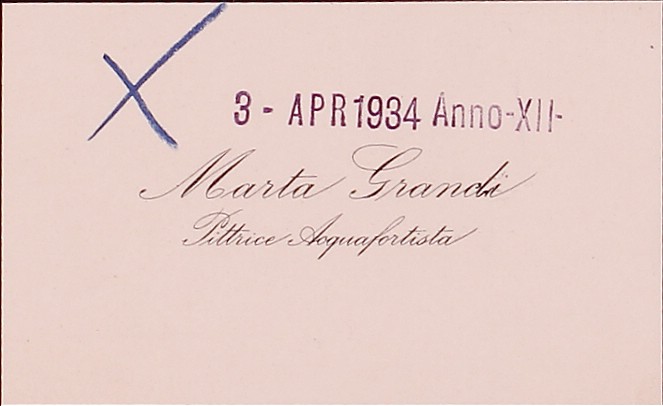 3 - APR 1934 Anno-XII-
Marta Grandi
Pittrice Acquafortista